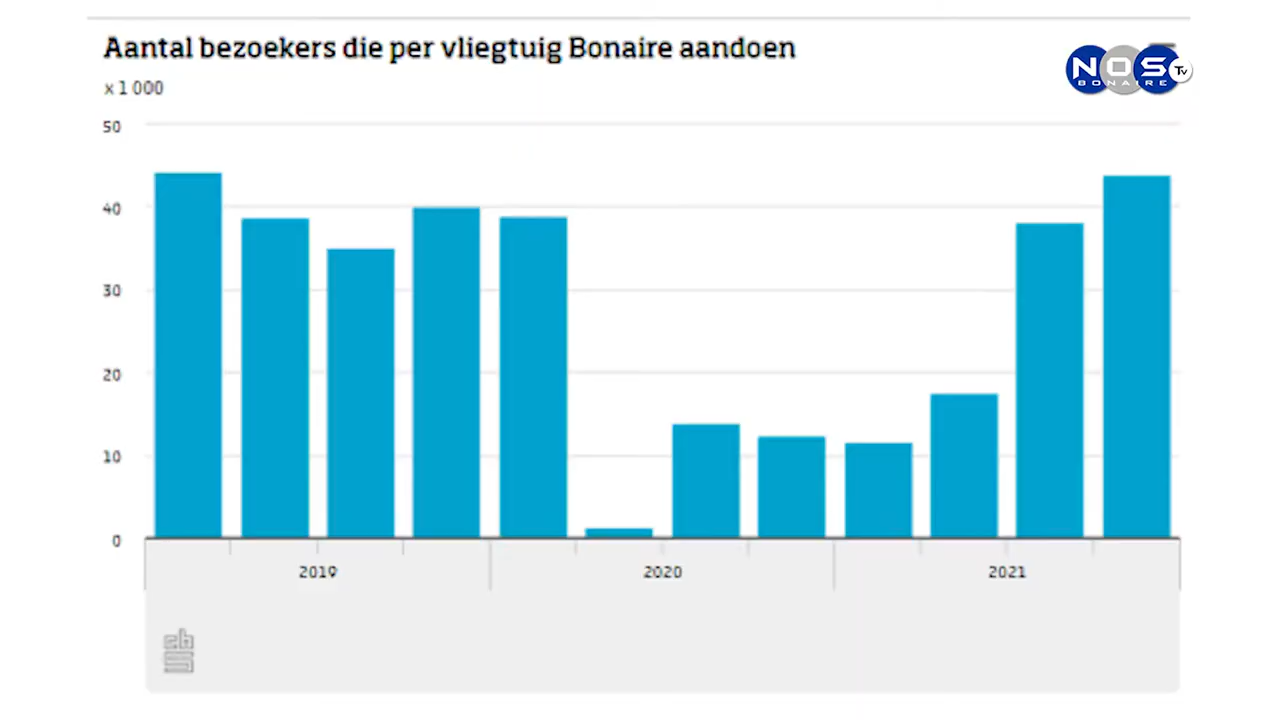 Aantal bezoekers die per vliegtuig Bonaire aandoen
x 1 000
NOS Tv
BONAIRE
50
40
30
20
10
0
2019 2020 2021
cbs